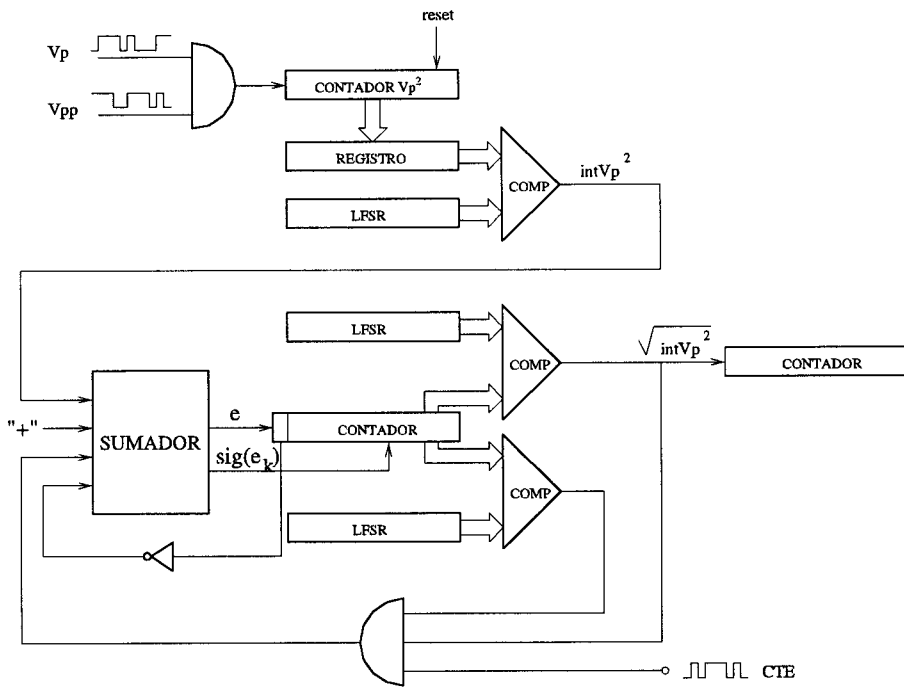 reset
Vp
Vpp
CONTADOR Vp²
REGISTRO
LFSR
COMP
intVp²
LFSR
COMP
√intVp²
CONTADOR
"+"
SUMADOR
e
sig(e_k)
CONTADOR
COMP
LFSR
CTE